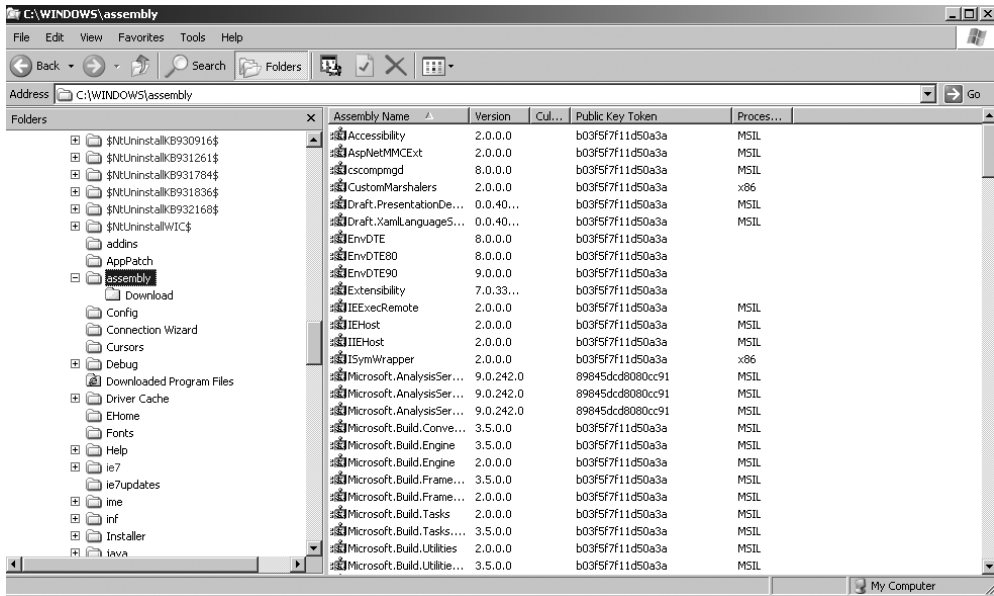 C:\WINDOWS\assembly
File Edit View Favorites Tools Help
Back Search Folders
Address C:\WINDOWS\assembly Go
Folders
$NtUninstallKB930916$
$NtUninstallKB931261$
$NtUninstallKB931784$
$NtUninstallKB931836$
$NtUninstallKB932168$
$NtUninstallWIC$
addins
AppPatch
assembly
Download
Config
Connection Wizard
Cursors
Debug
Downloaded Program Files
Driver Cache
EHome
Fonts
Help
ie7
ie7updates
ime
inf
Installer
java
Assembly Name Version Cul... Public Key Token Proces...
Accessibility 2.0.0.0 b03f5f7f11d50a3a MSIL
AspNetMMCExt 2.0.0.0 b03f5f7f11d50a3a MSIL
cscompmgd 8.0.0.0 b03f5f7f11d50a3a MSIL
CustomMarshalers 2.0.0.0 b03f5f7f11d50a3a x86
Draft.PresentationDe... 0.0.40... b03f5f7f11d50a3a MSIL
Draft.XamlLanguageS... 0.0.40... b03f5f7f11d50a3a MSIL
EnvDTE 8.0.0.0 b03f5f7f11d50a3a
EnvDTE80 8.0.0.0 b03f5f7f11d50a3a
EnvDTE90 9.0.0.0 b03f5f7f11d50a3a
Extensibility 7.0.33... b03f5f7f11d50a3a
IEExecRemote 2.0.0.0 b03f5f7f11d50a3a MSIL
IEHost 2.0.0.0 b03f5f7f11d50a3a MSIL
IIEHost 2.0.0.0 b03f5f7f11d50a3a MSIL
ISymWrapper 2.0.0.0 b03f5f7f11d50a3a x86
Microsoft.AnalysisSer... 9.0.242.0 89845dcd8080cc91 MSIL
Microsoft.AnalysisSer... 9.0.242.0 89845dcd8080cc91 MSIL
Microsoft.AnalysisSer... 9.0.242.0 89845dcd8080cc91 MSIL
Microsoft.Build.Conve... 3.5.0.0 b03f5f7f11d50a3a MSIL
Microsoft.Build.Engine 3.5.0.0 b03f5f7f11d50a3a MSIL
Microsoft.Build.Engine 2.0.0.0 b03f5f7f11d50a3a MSIL
Microsoft.Build.Frame... 3.5.0.0 b03f5f7f11d50a3a MSIL
Microsoft.Build.Frame... 2.0.0.0 b03f5f7f11d50a3a MSIL
Microsoft.Build.Tasks 2.0.0.0 b03f5f7f11d50a3a MSIL
Microsoft.Build.Tasks.... 3.5.0.0 b03f5f7f11d50a3a MSIL
Microsoft.Build.Utilities 2.0.0.0 b03f5f7f11d50a3a MSIL
Microsoft.Build.Utilitie... 3.5.0.0 b03f5f7f11d50a3a MSIL
My Computer